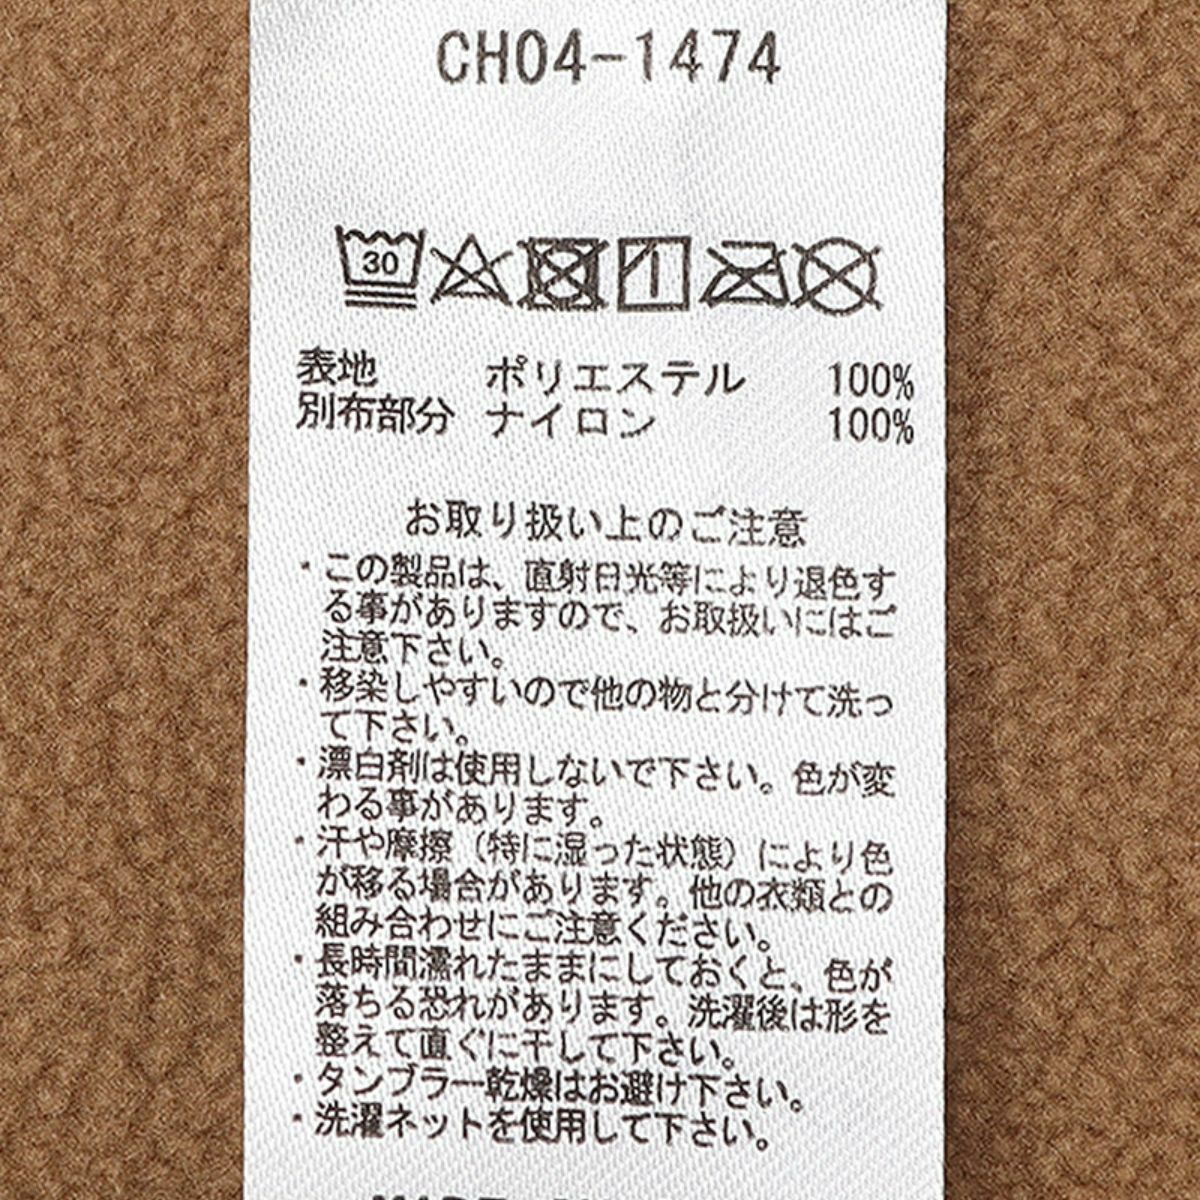 CH04-1474
30
表地 ポリエステル 100%
別布部分 ナイロン 100%
お取り扱い上のご注意
・この製品は、直射日光等により退色す
る事がありますので、お取扱いにはご
注意下さい。
・移染しやすいので他の物と分けて洗っ
て下さい。
・漂白剤は使用しないで下さい。色が変
わる事があります。
・汗や摩擦（特に湿った状態）により色
が移る場合があります。他の衣類との
組み合わせにご注意ください。
・長時間濡れたままにしておくと、色が
落ちる恐れがあります。洗濯後は形を
整えて直ぐに干して下さい。
・タンブラー乾燥はお避け下さい。
・洗濯ネットを使用して下さい。